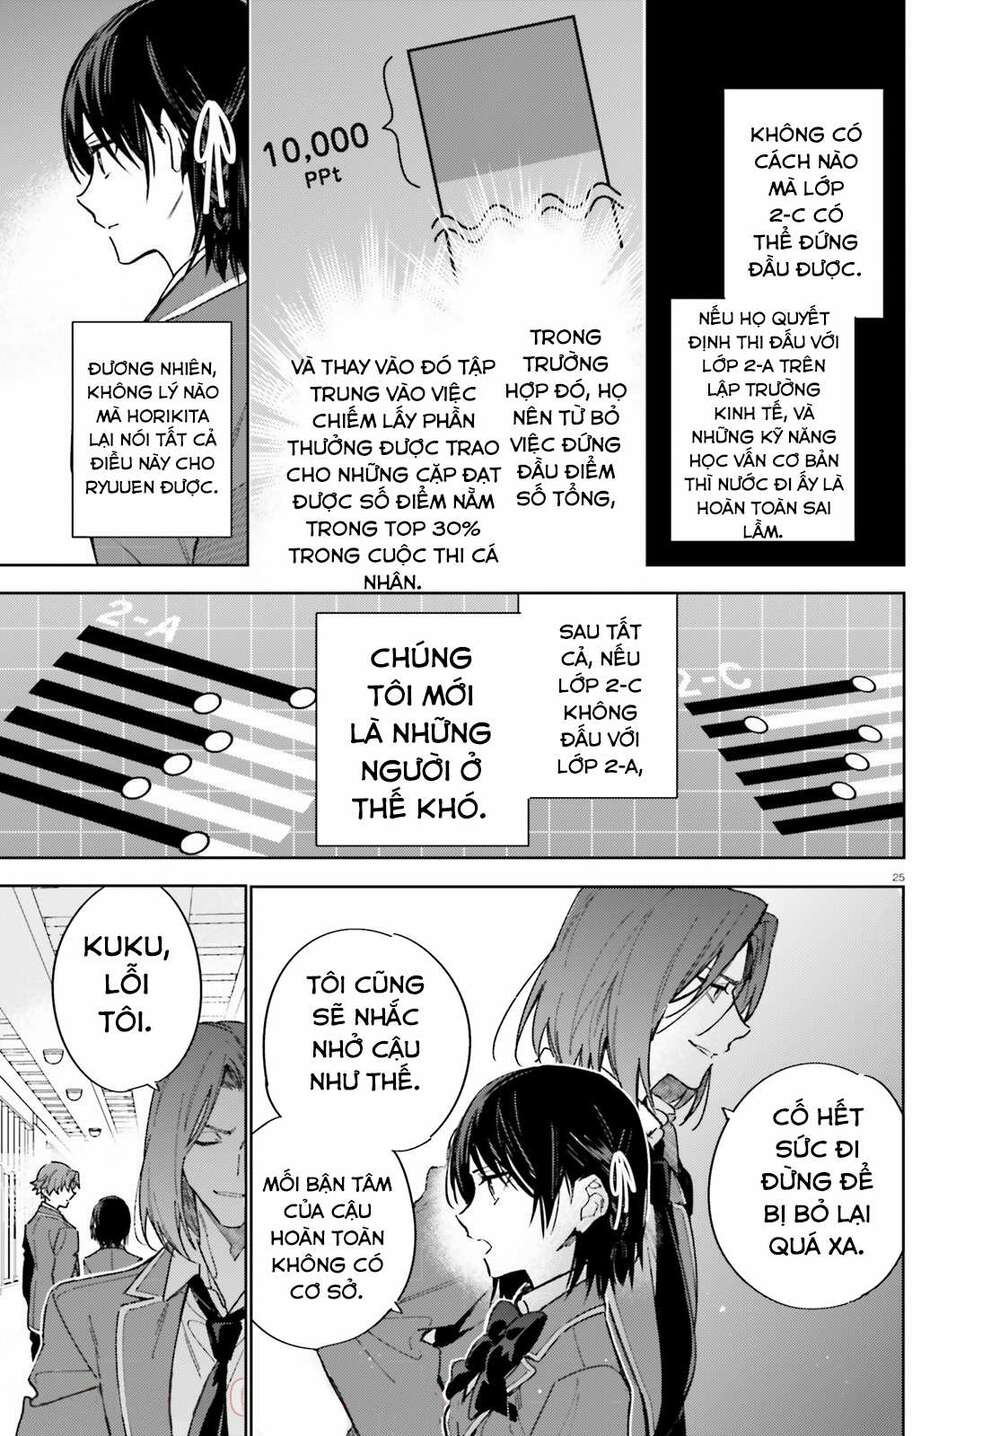 KHÔNG CÓ
CÁCH NÀO
MÀ LỚP
2-C CÓ
THỂ ĐỨNG
ĐẦU ĐƯỢC.
NẾU HỌ QUYẾT
ĐỊNH THI ĐẤU VỚI
LỚP 2-A TRÊN
LẬP TRƯỜNG
KINH TẾ, VÀ
NHỮNG KỸ NĂNG
HỌC VẤN CƠ BẢN
THÌ NƯỚC ĐI ẤY LÀ
HOÀN TOÀN SAI
LẦM.
10,000
PPt
TRONG
TRƯỜNG
HỢP ĐÓ, HỌ
NÊN TỪ BỎ
VIỆC ĐỨNG
ĐẦU ĐIỂM
SỐ TỔNG,
VÀ THAY VÀO ĐÓ TẬP
TRUNG VÀO VIỆC
CHIẾM LẤY PHẦN
THƯỞNG ĐƯỢC TRAO
CHO NHỮNG CẶP ĐẠT
ĐƯỢC SỐ ĐIỂM NẰM
TRONG TOP 30%
TRONG CUỘC THI CÁ
NHÂN.
ĐƯƠNG NHIÊN,
KHÔNG LÝ NÀO
MÀ HORIKITA
LẠI NÓI TẤT CẢ
ĐIỀU NÀY CHO
RYUUEN ĐƯỢC.
2-C
SAU TẤT
CẢ, NẾU
LỚP 2-C
KHÔNG
ĐẤU VỚI
LỚP 2-A,
CHÚNG
TÔI MỚI
LÀ NHỮNG
NGƯỜI Ở
THẾ KHÓ.
2-A
25
CỐ HẾT
SỨC ĐI
ĐỪNG ĐỂ
BỊ BỎ LẠI
QUÁ XA.
TÔI CŨNG
SẼ NHẮC
NHỞ CẬU
NHƯ THẾ.
MỐI BẬN TÂM
CỦA CẬU
HOÀN TOÀN
KHÔNG CÓ
CƠ SỞ.
KUKU,
LỖI
TÔI.